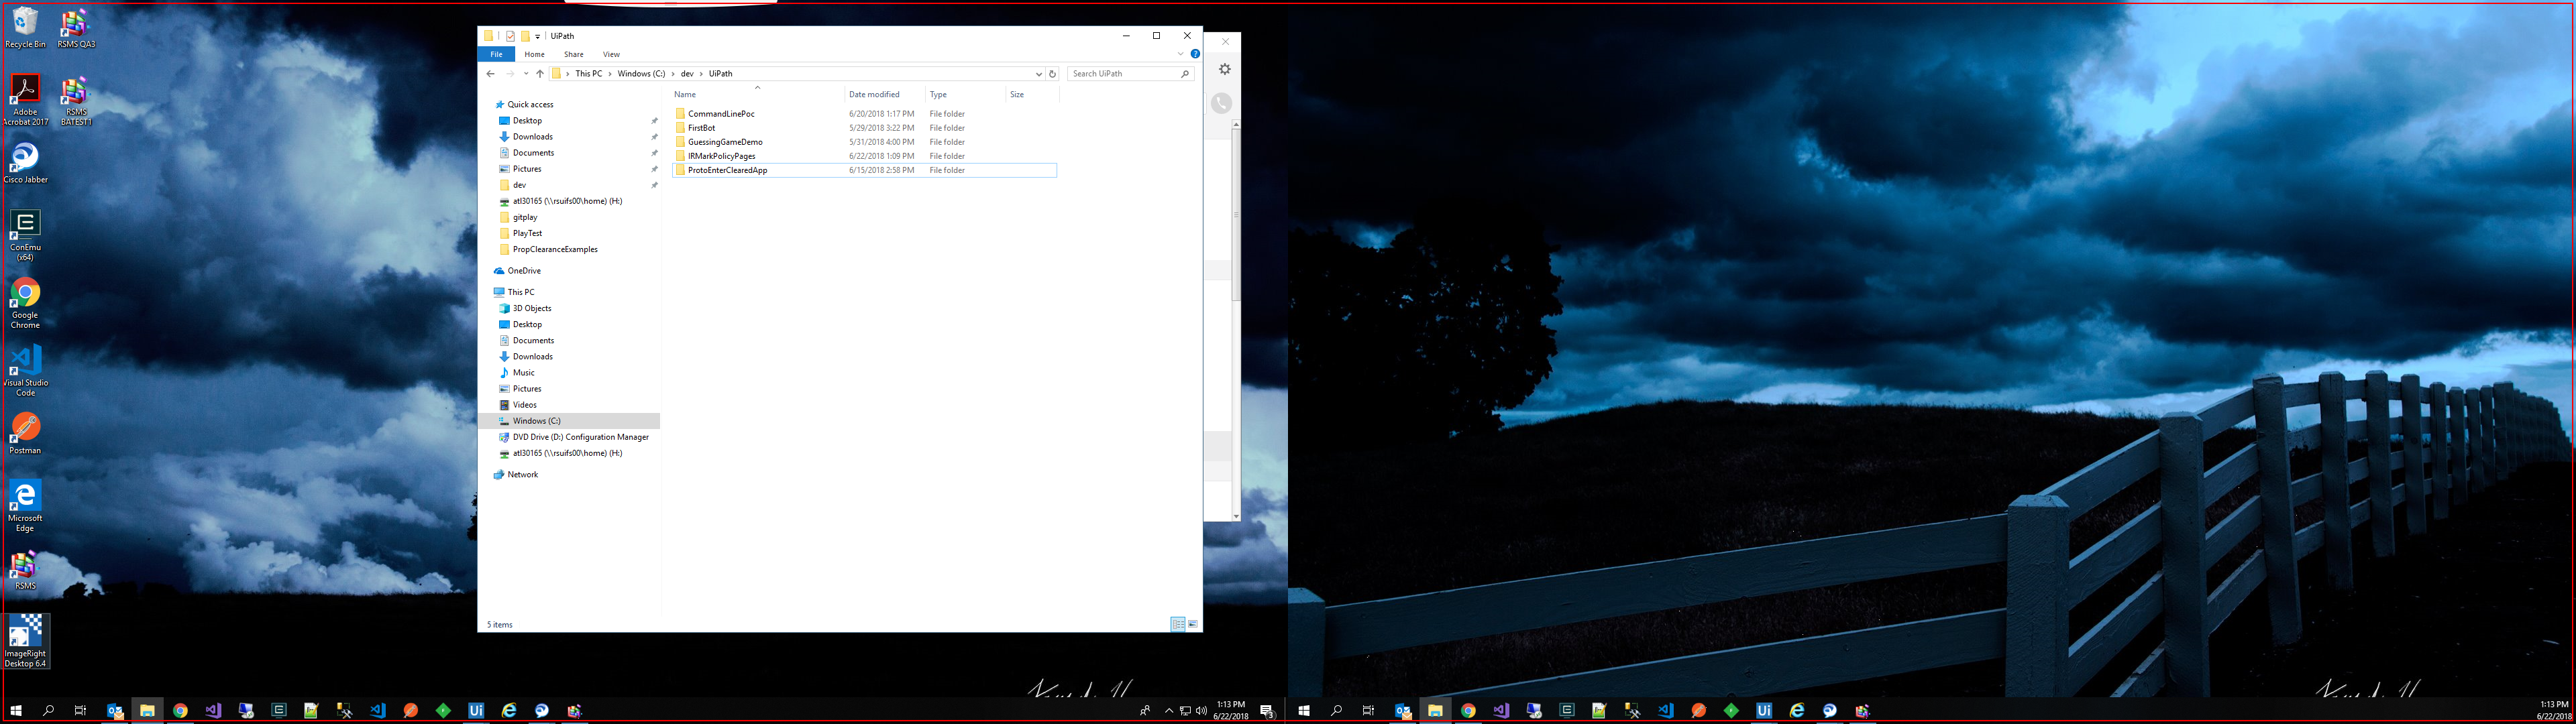 Recycle Bin
RSMS QA3
Adobe Acrobat 2017
RSMS BATEST1
Cisco Jabber
ConEmu (x64)
Google Chrome
Visual Studio Code
Postman
Microsoft Edge
RSMS
ImageRight Desktop 6.4
UiPath
File Home Share View
This PC Windows (C:) dev UiPath
Search UiPath
Name Date modified Type Size
CommandLinePoc 6/20/2018 1:17 PM File folder
FirstBot 5/29/2018 3:22 PM File folder
GuessingGameDemo 5/31/2018 4:00 PM File folder
IRMarkPolicyPages 6/22/2018 1:09 PM File folder
ProtoEnterClearedApp 6/15/2018 2:58 PM File folder
Quick access
Desktop
Downloads
Documents
Pictures
dev
atl30165 (\\rsuifs00\home) (H:)
gitplay
PlayTest
PropClearanceExamples
OneDrive
This PC
3D Objects
Desktop
Documents
Downloads
Music
Pictures
Videos
Windows (C:)
DVD Drive (D:) Configuration Manager
atl30165 (\\rsuifs00\home) (H:)
Network
5 items
Ui
1:13 PM
6/22/2018
3
Ui
1:13 PM
6/22/2018